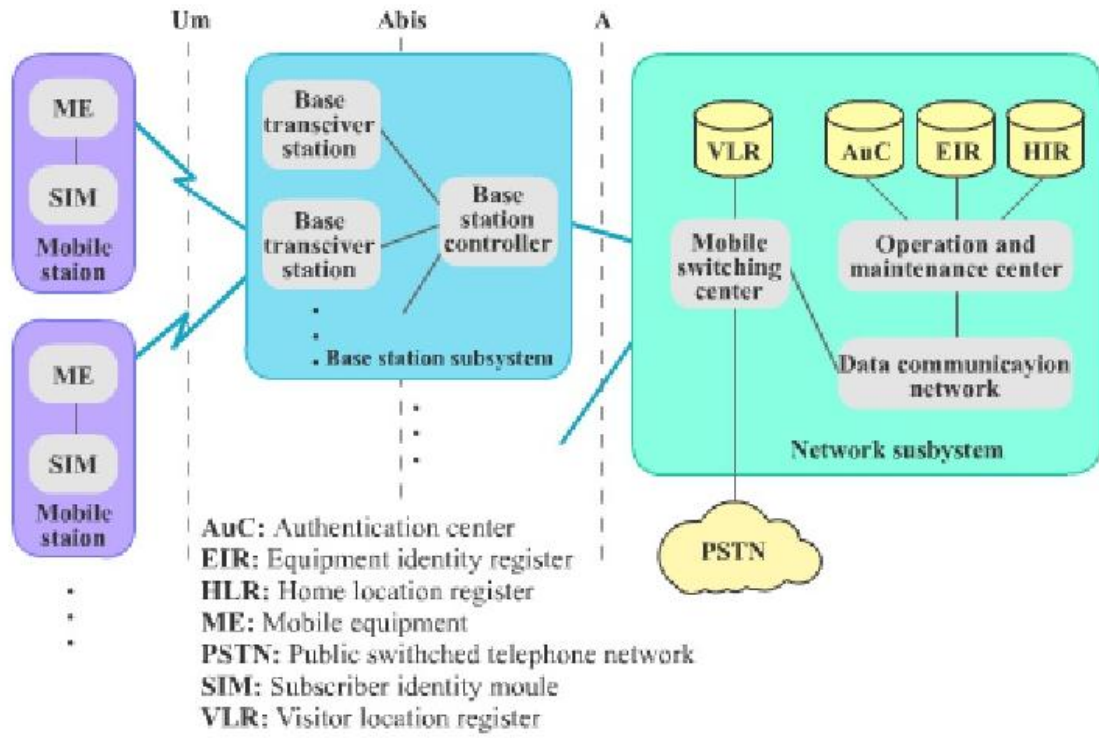 Um
Abis
A
ME
SIM
Mobile
staion
ME
SIM
Mobile
staion
Base
transciver
station
Base
transciver
station
Base
station
controller
Base station subsystem
VLR
AuC
EIR
HIR
Mobile
switching
center
Operation and
maintenance center
Data communicayion
network
Network susbystem
PSTN
AuC: Authentication center
EIR: Equipment identity register
HLR: Home location register
ME: Mobile equipment
PSTN: Public swithched telephone network
SIM: Subscriber identity moule
VLR: Visitor location register